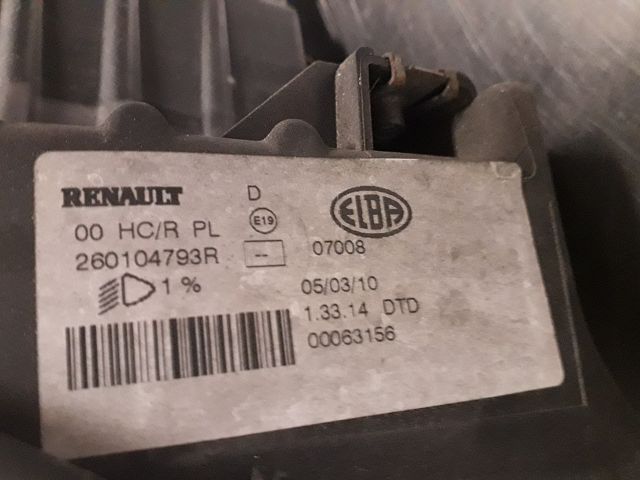 RENAULT D
00 HC/R PL E19 ELBA
260104793R -- 07008
1 % 05/03/10
1.33.14 DTD
00063156